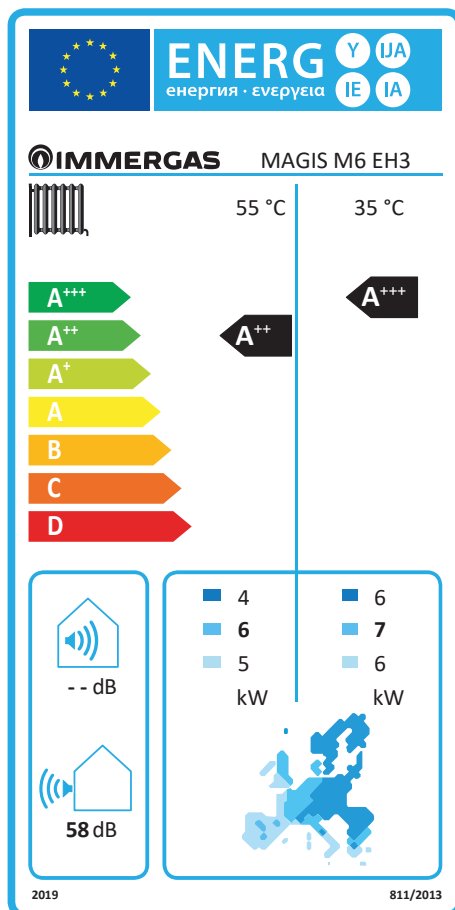 ENERG
енергия · ενεργεια
Y IJA
IE IA
IMMERGAS MAGIS M6 EH3
55 °C 35 °C
A+++
A++
A+
A
B
C
D
A++
A+++
- - dB
58 dB
4 6
6 7
5 6
kW kW
2019 811/2013